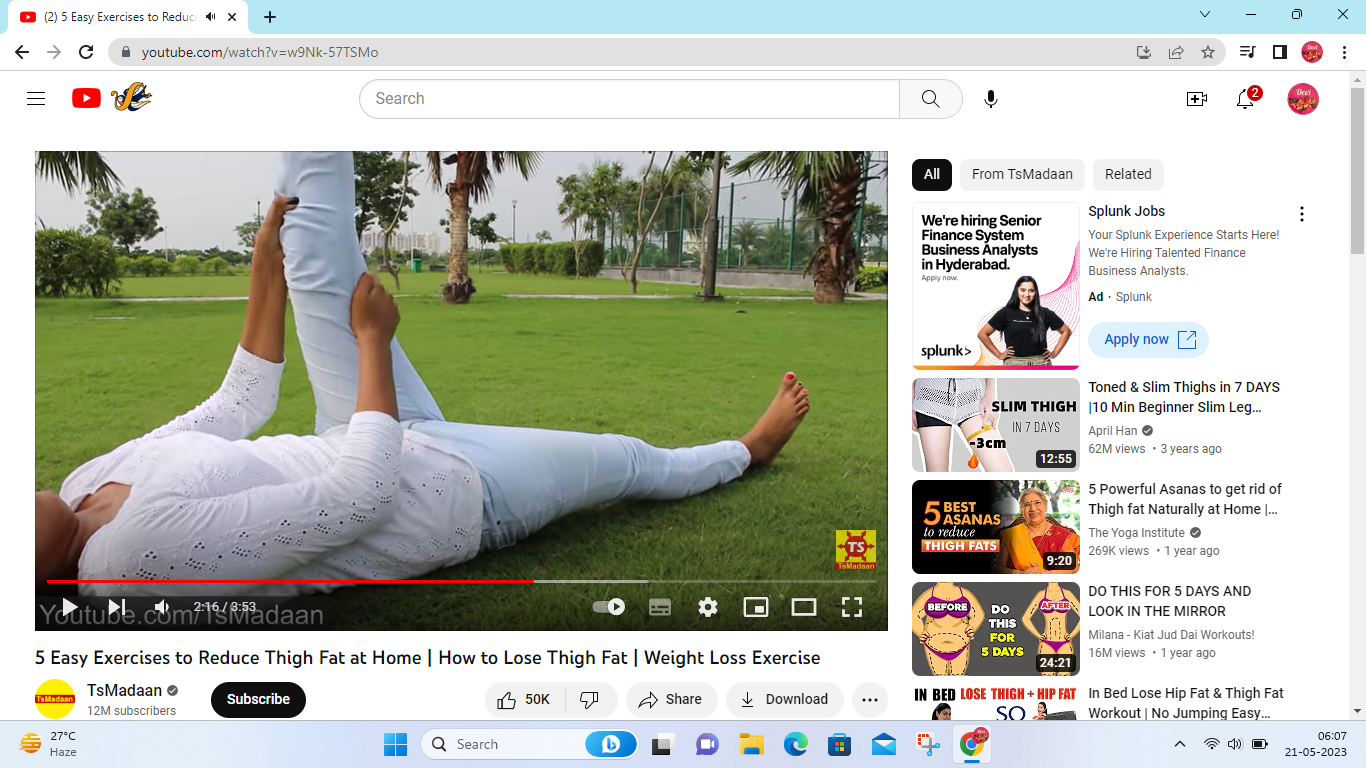 (2) 5 Easy Exercises to Reduce
youtube.com/watch?v=w9Nk-57TSMo
Search
2
Devi
TS
TsMadaan
Youtube.com/TsMadaan
2:16 / 3:53
5 Easy Exercises to Reduce Thigh Fat at Home | How to Lose Thigh Fat | Weight Loss Exercise
TsMadaan
TsMadaan
12M subscribers
Subscribe
50K
Share
Download
All
From TsMadaan
Related
We're hiring Senior
Finance System
Business Analysts
in Hyderabad.
Apply now.
splunk>
Splunk Jobs
Your Splunk Experience Starts Here!
We're Hiring Talented Finance
Business Analysts.
Ad · Splunk
Apply now
SLIM THIGH
IN 7 DAYS
-3cm
12:55
Toned & Slim Thighs in 7 DAYS
|10 Min Beginner Slim Leg...
April Han
62M views • 3 years ago
5 BEST
ASANAS
to reduce
THIGH FATS
9:20
5 Powerful Asanas to get rid of
Thigh fat Naturally at Home |...
The Yoga Institute
269K views • 1 year ago
BEFORE
DO
THIS
FOR
5 DAYS
AFTER
24:21
DO THIS FOR 5 DAYS AND
LOOK IN THE MIRROR
Milana - Kiat Jud Dai Workouts!
16M views • 1 year ago
IN BED LOSE THIGH + HIP FAT
SO
In Bed Lose Hip Fat & Thigh Fat
Workout | No Jumping Easy...
27°C
Haze
Search
06:07
21-05-2023